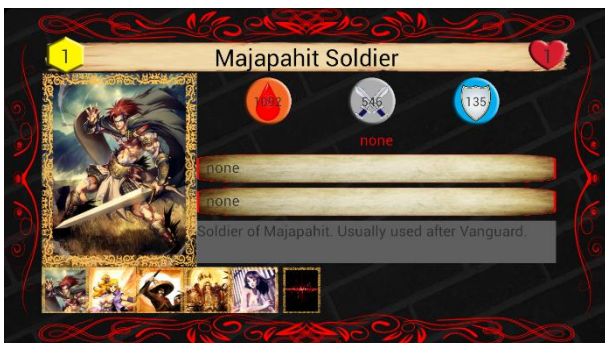 1
Majapahit Soldier
1
1092
546
135
none
none
none
Soldier of Majapahit. Usually used after Vanguard.